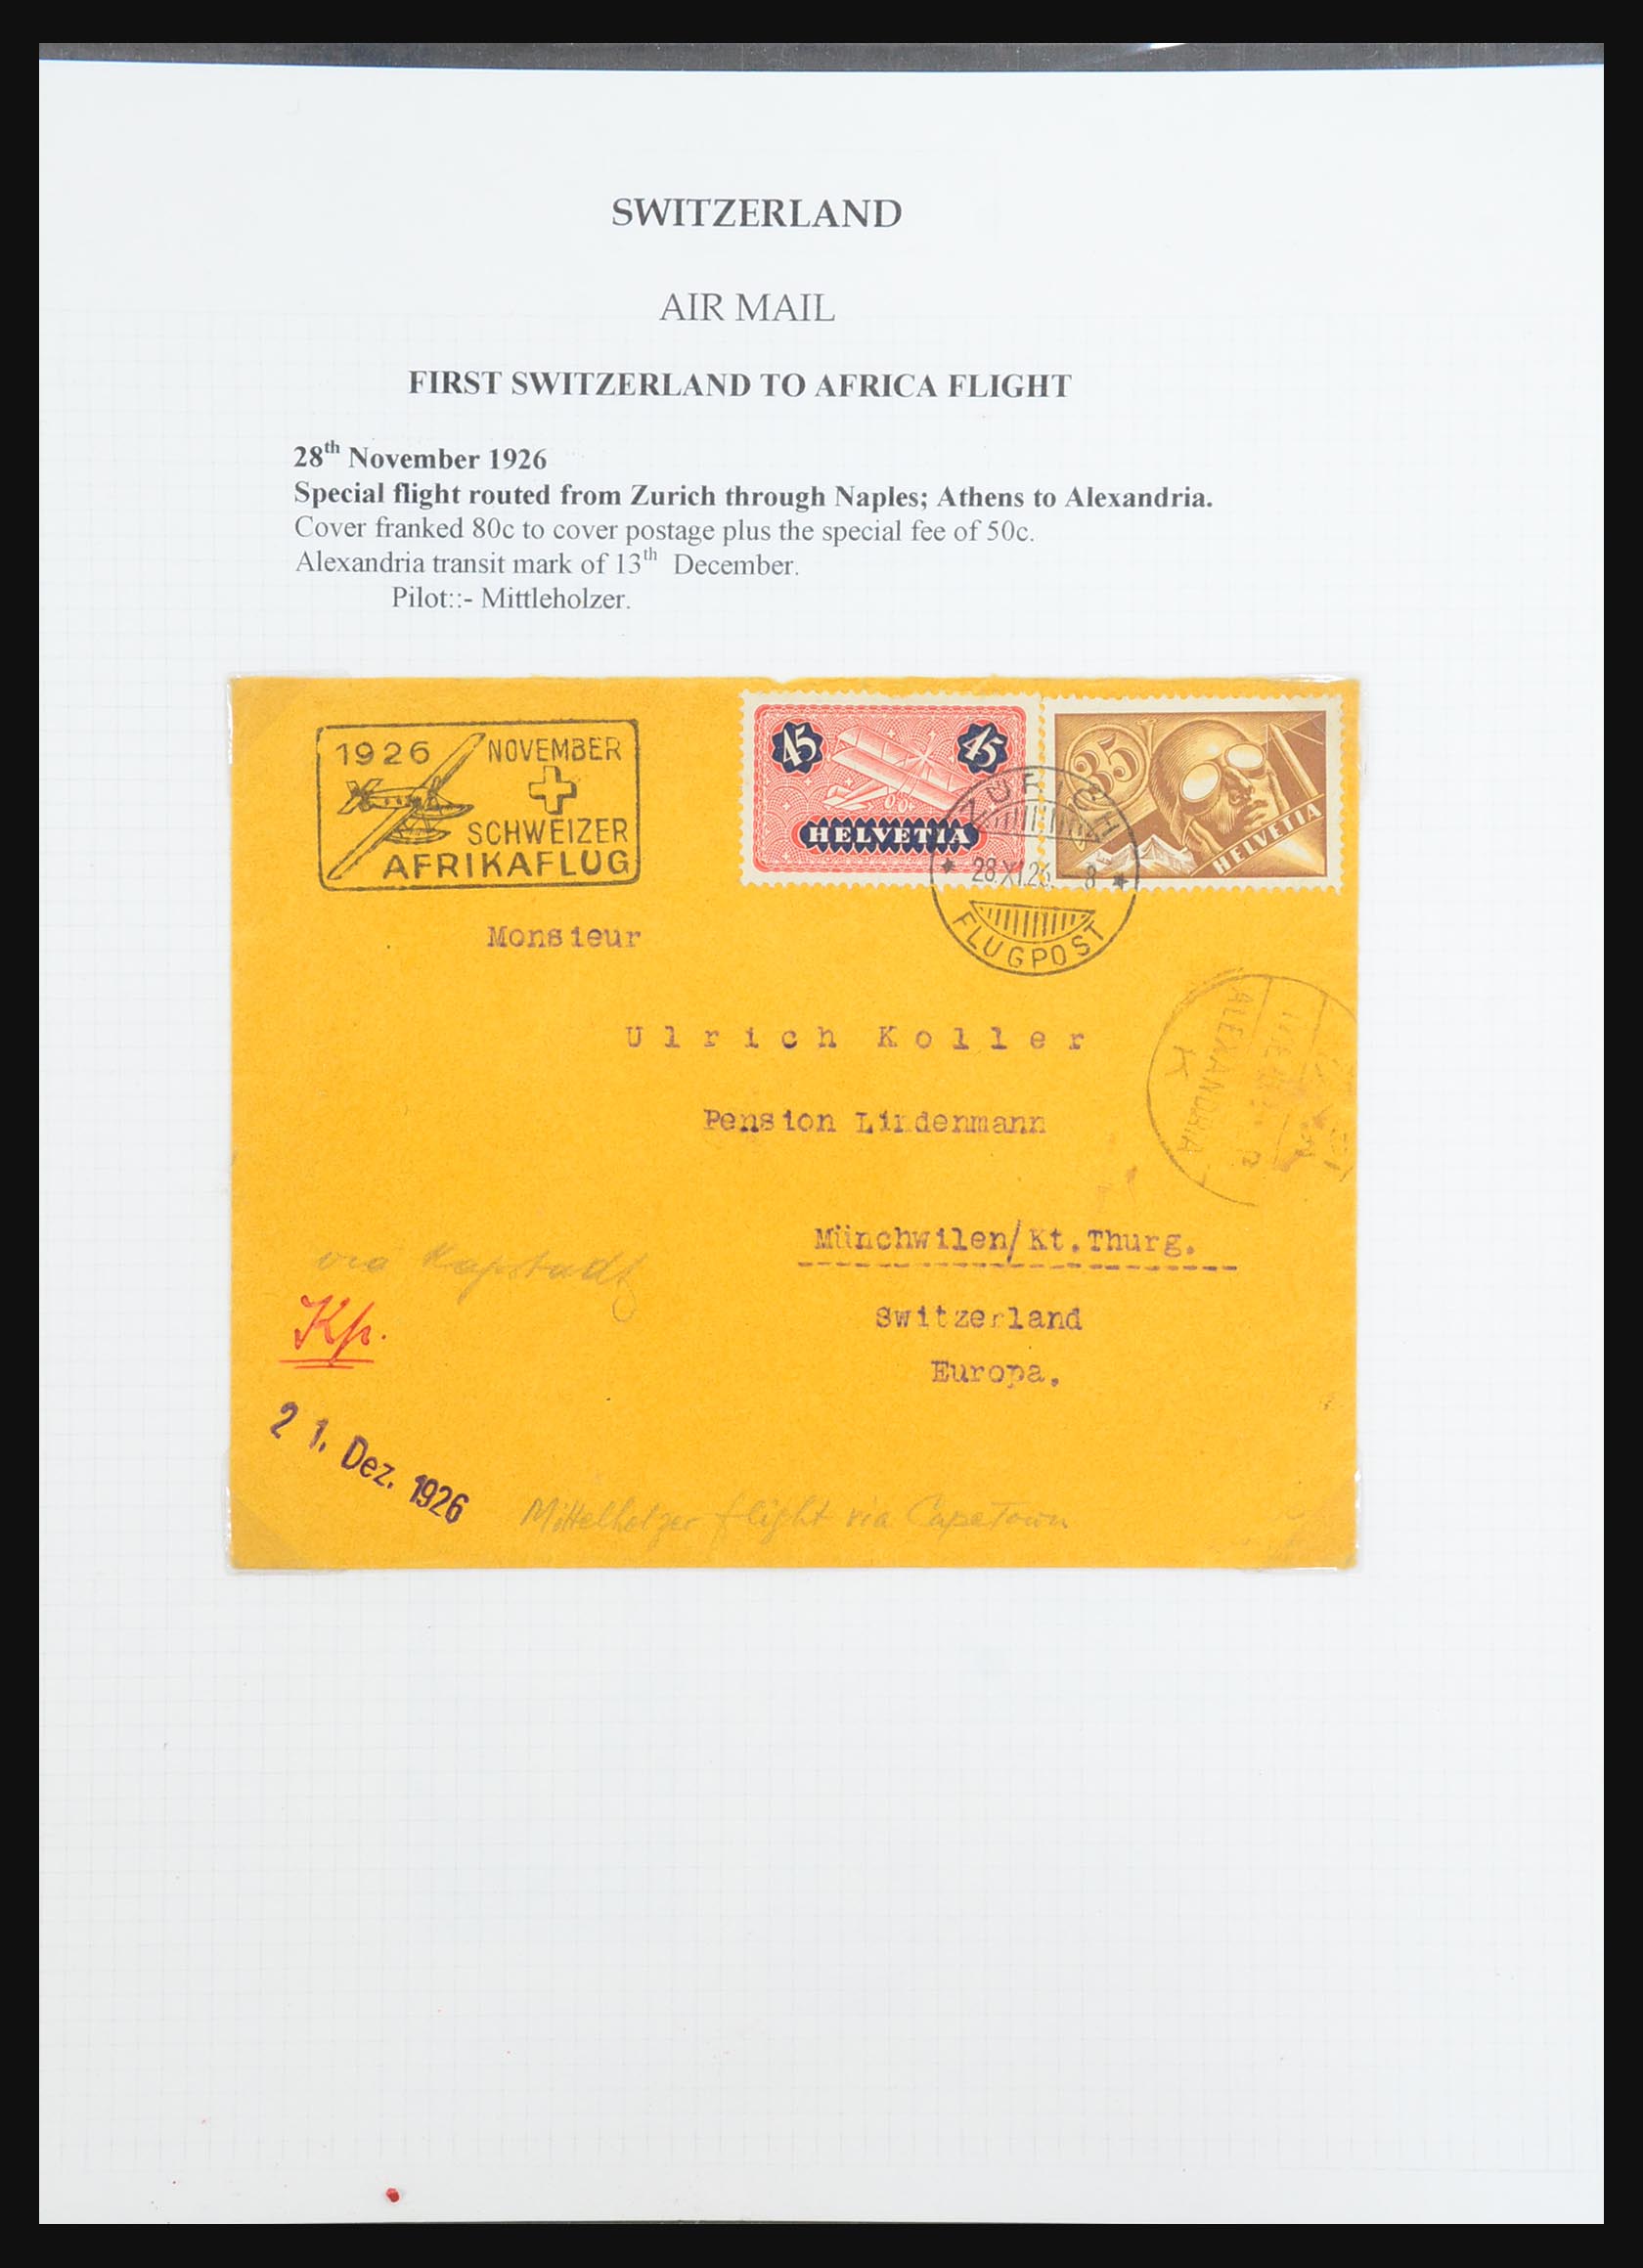 SWITZERLAND
AIR MAIL
FIRST SWITZERLAND TO AFRICA FLIGHT
28th November 1926
Special flight routed from Zurich through Naples; Athens to Alexandria.
Cover franked 80c to cover postage plus the special fee of 50c.
Alexandria transit mark of 13th December.
Pilot::- Mittleholzer.
1926 NOVEMBER
SCHWEIZER
AFRIKAFLUG
45 45
HELVETIA
35
HELVETIA
ZÜRICH
28.XI.26. - 8
FLUGPOST
Monsieur
Ulrich Koller
Pension Lindenmann
ALEXANDRIA
Münchwilen/Kt.Thurg.
Switzerland
Europa.
via Kapstadt
Kp.
21. Dez. 1926
Mittelholzer flight via CapeTown